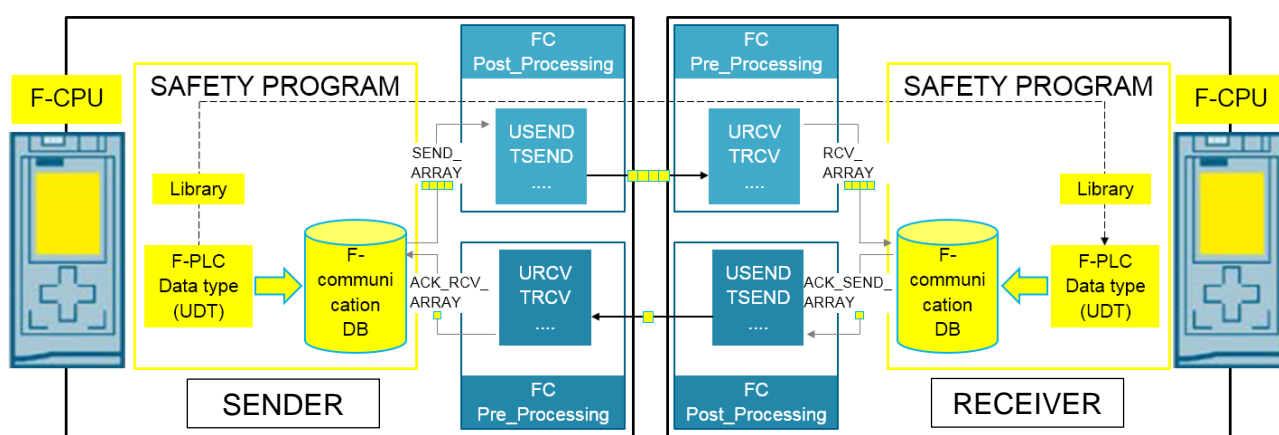 FC
Post_Processing
FC
Pre_Processing
F-CPU
SAFETY PROGRAM
SAFETY PROGRAM
F-CPU
USEND
TSEND
....
URCV
TRCV
....
SEND_
ARRAY
RCV_
ARRAY
Library
Library
F-PLC
Data type
(UDT)
F-
communi
cation
DB
ACK_RCV_
ARRAY
URCV
TRCV
....
USEND
TSEND
....
ACK_SEND_
ARRAY
F-
communi
cation
DB
F-PLC
Data type
(UDT)
SENDER
FC
Pre_Processing
FC
Post_Processing
RECEIVER